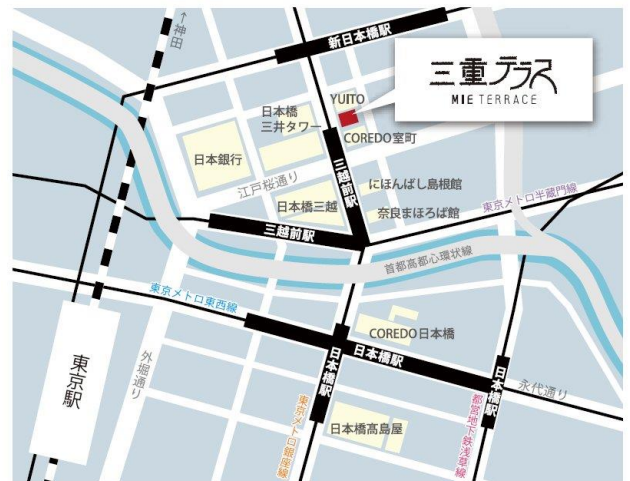 ↑神田
新日本橋駅
三重テラス
MIE TERRACE
YUITO
日本橋
三井タワー
COREDO室町
日本銀行
江戸桜通り
三越前駅
にほんばし島根館
日本橋三越
奈良まほろば館
東京メトロ半蔵門線
三越前駅
首都高都心環状線
東京メトロ東西線
COREDO日本橋
日本橋駅
東京駅
外堀通り
日本橋駅
日本橋駅
永代通り
東京メトロ銀座線
日本橋髙島屋
都営地下鉄浅草線